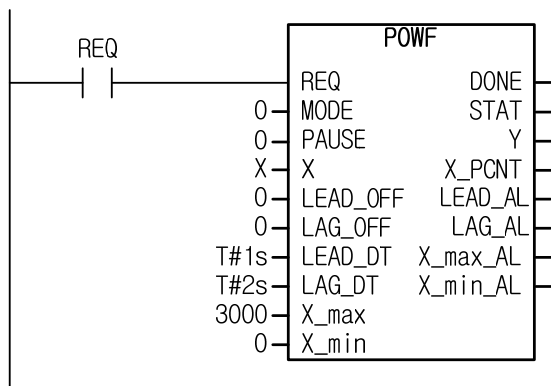 REQ
POWF
REQ DONE
0 MODE STAT
0 PAUSE Y
X X X_PCNT
0 LEAD_OFF LEAD_AL
0 LAG_OFF LAG_AL
T#1s LEAD_DT X_max_AL
T#2s LAG_DT X_min_AL
3000 X_max
0 X_min